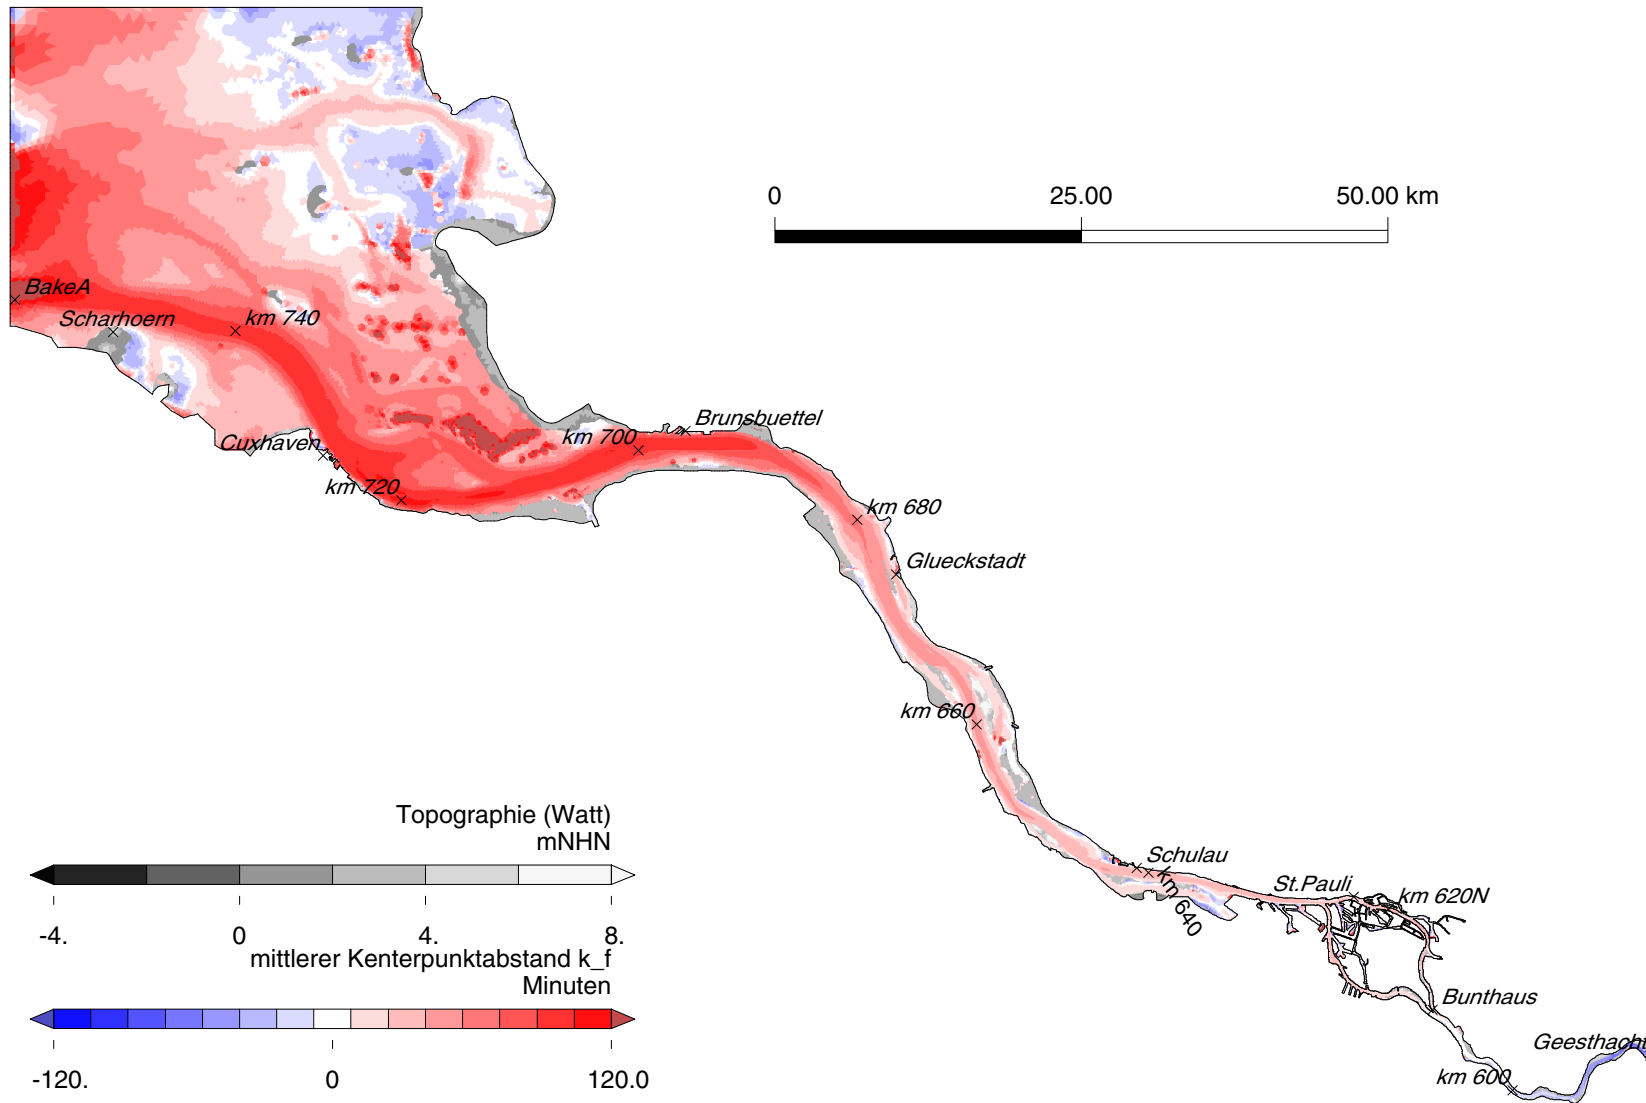 0 25.00 50.00 km
BakeA
Scharhoern
km 740
Cuxhaven
km 720
km 700
Brunsbuettel
km 680
Glueckstadt
km 660
Schulau
km 640
St.Pauli
km 620N
Bunthaus
Geesthacht
km 600
Topographie (Watt)
mNHN
-4. 0 4. 8.
mittlerer Kenterpunktabstand k_f
Minuten
-120. 0 120.0